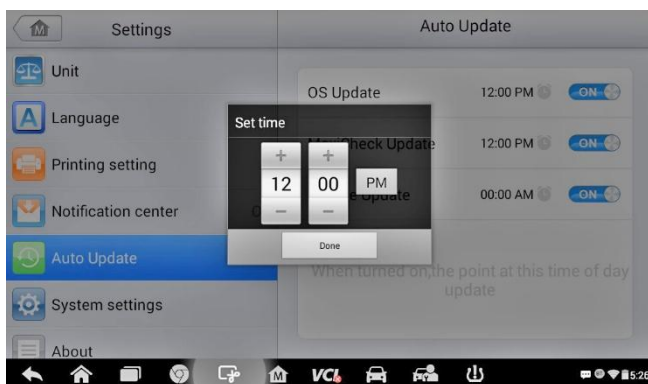 Settings
Auto Update
Unit
OS Update 12:00 PM ON
Language
Set time
Check Update 12:00 PM ON
+ +
Printing setting
12 00 PM
Update 00:00 AM ON
Notification center
- -
Done
Auto Update
When turned on,the point at this time of day
update
System settings
About
VCI 5:26